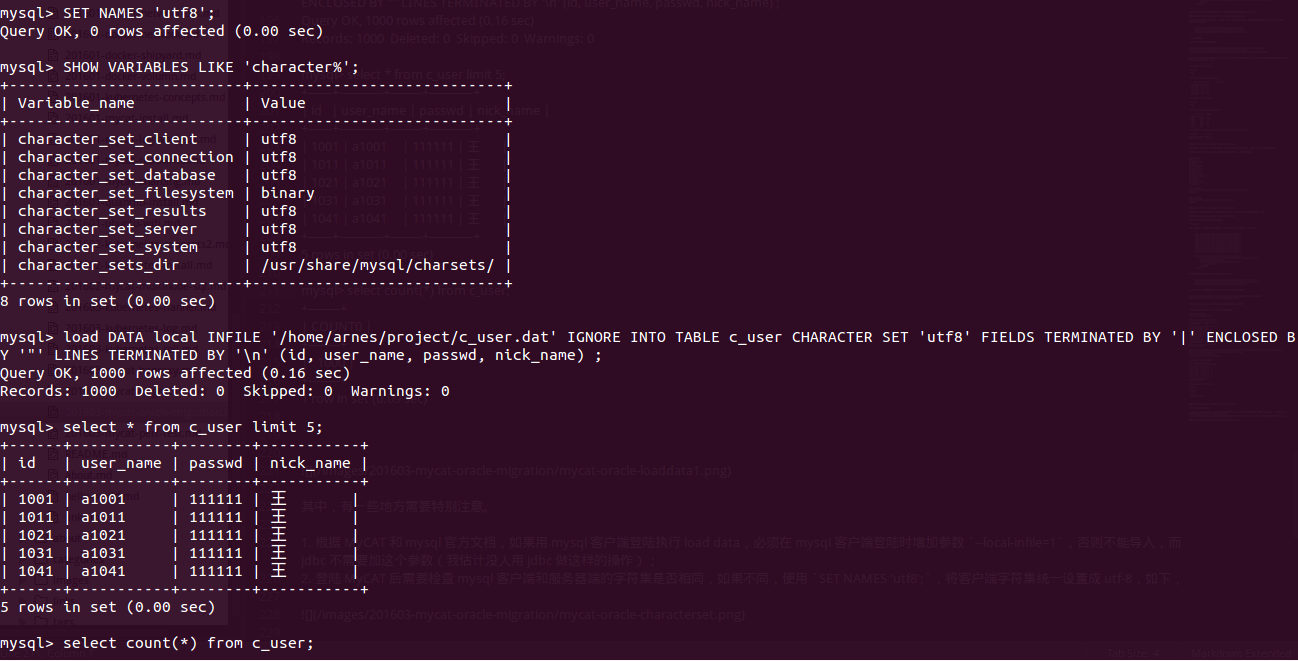 mysql> SET NAMES 'utf8';
Query OK, 0 rows affected (0.00 sec)
mysql> SHOW VARIABLES LIKE 'character%';
+--------------------------+----------------------------+
| Variable_name            | Value                      |
+--------------------------+----------------------------+
| character_set_client     | utf8                       |
| character_set_connection | utf8                       |
| character_set_database   | utf8                       |
| character_set_filesystem | binary                     |
| character_set_results    | utf8                       |
| character_set_server     | utf8                       |
| character_set_system     | utf8                       |
| character_sets_dir       | /usr/share/mysql/charsets/ |
+--------------------------+----------------------------+
8 rows in set (0.00 sec)
mysql> load DATA local INFILE '/home/arnes/project/c_user.dat' IGNORE INTO TABLE c_user CHARACTER SET 'utf8' FIELDS TERMINATED BY '|' ENCLOSED B
Y '"' LINES TERMINATED BY '\n' (id, user_name, passwd, nick_name) ;
Query OK, 1000 rows affected (0.16 sec)
Records: 1000  Deleted: 0  Skipped: 0  Warnings: 0
mysql> select * from c_user limit 5;
+------+-----------+--------+-----------+
| id   | user_name | passwd | nick_name |
+------+-----------+--------+-----------+
| 1001 | a1001     | 111111 | 王       |
| 1011 | a1011     | 111111 | 王       |
| 1021 | a1021     | 111111 | 王       |
| 1031 | a1031     | 111111 | 王       |
| 1041 | a1041     | 111111 | 王       |
+------+-----------+--------+-----------+
5 rows in set (0.00 sec)
mysql> select count(*) from c_user;